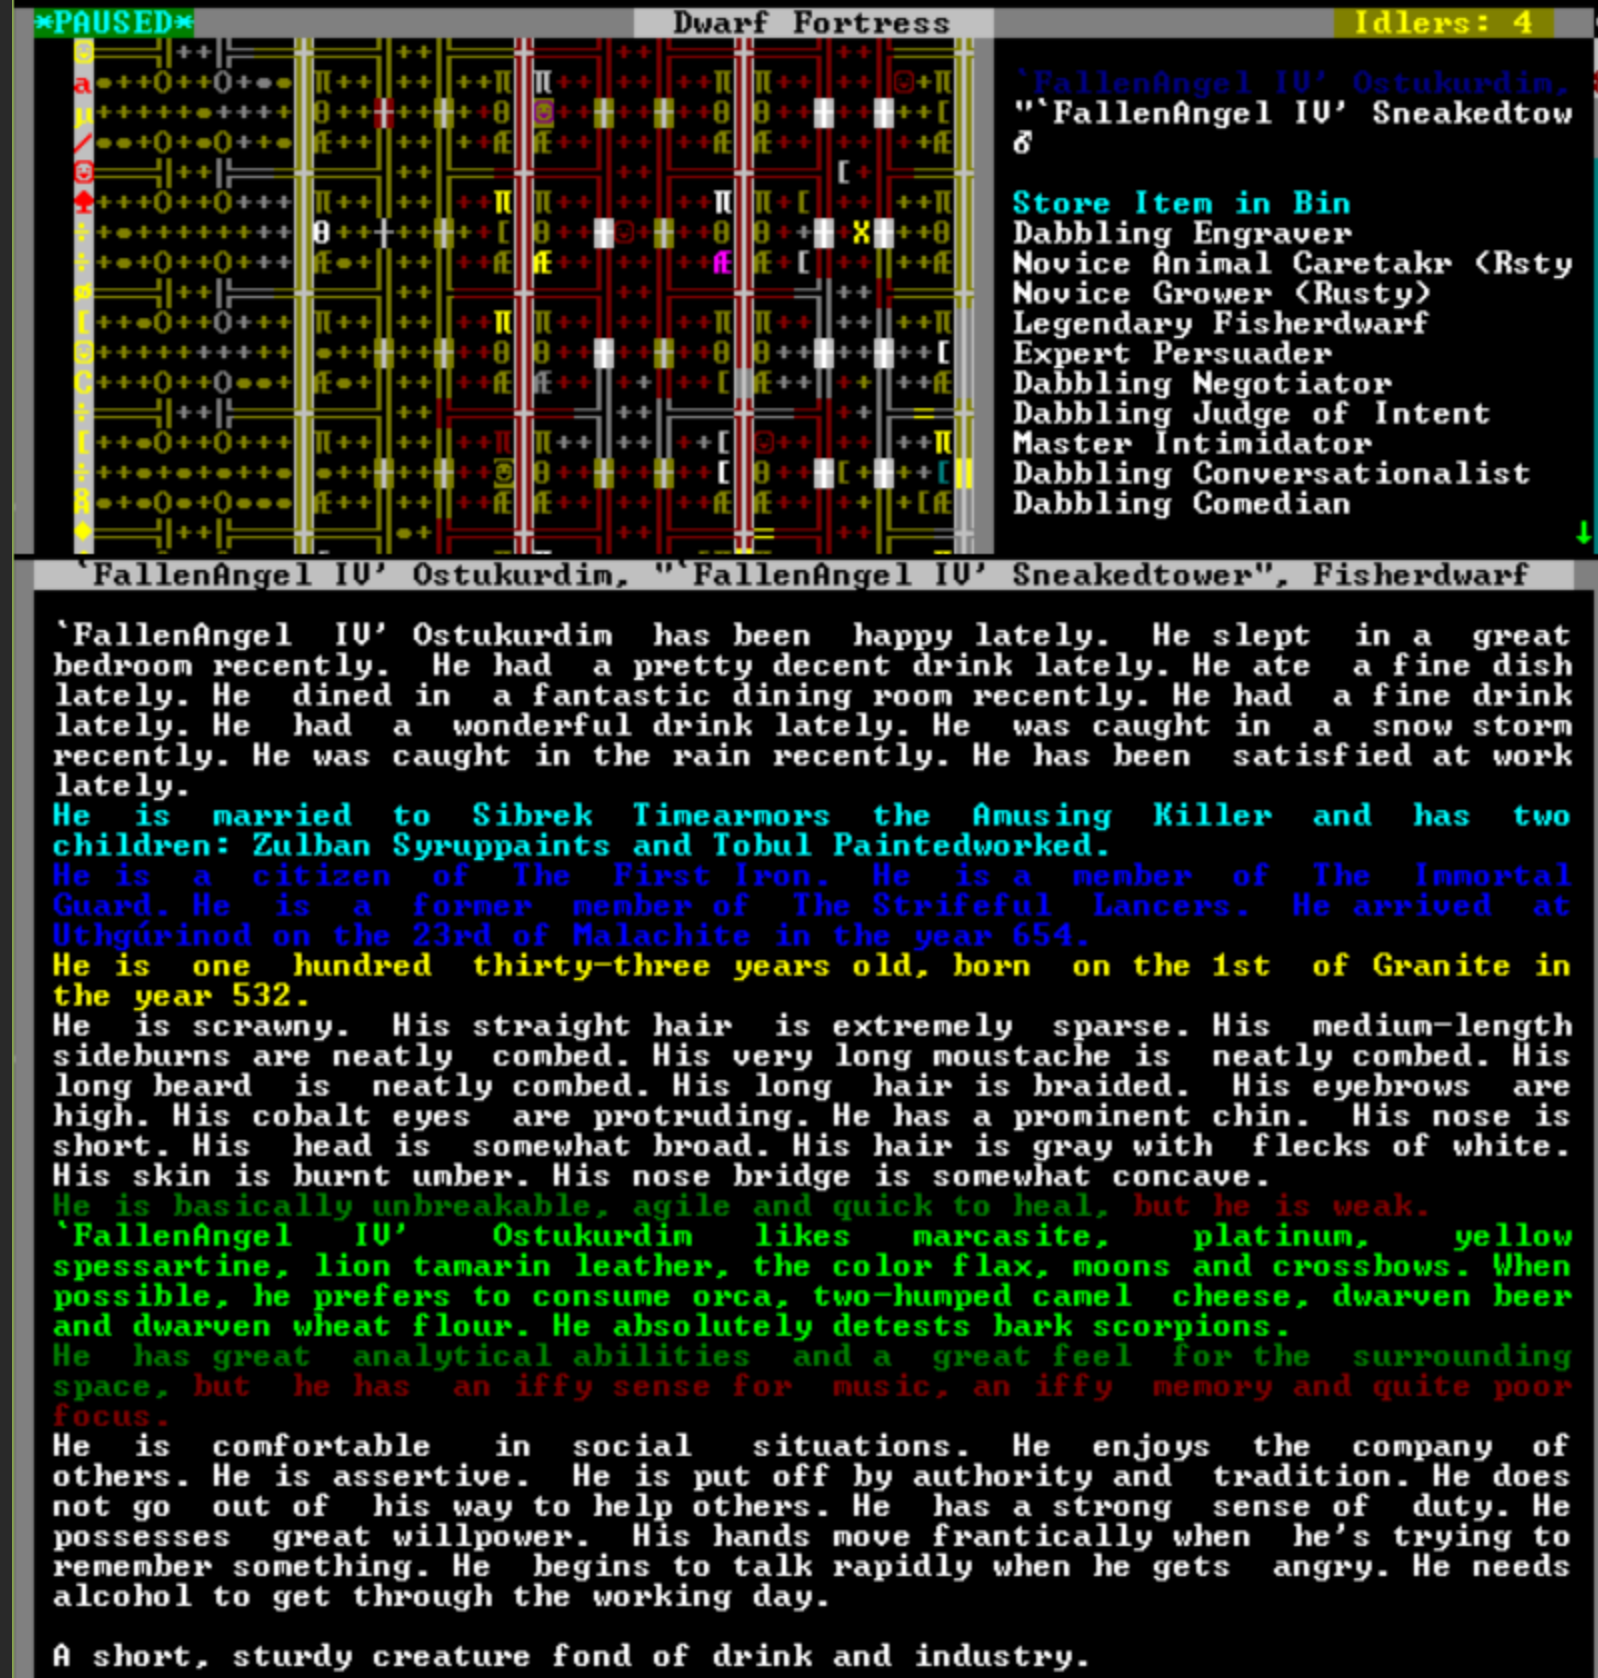 *PAUSED* Dwarf Fortress Idlers: 4
`FallenAngel IV' Ostukurdim,
"`FallenAngel IV' Sneakedtow
♂
Store Item in Bin
Dabbling Engraver
Novice Animal Caretakr (Rsty
Novice Grower (Rusty)
Legendary Fisherdwarf
Expert Persuader
Dabbling Negotiator
Dabbling Judge of Intent
Master Intimidator
Dabbling Conversationalist
Dabbling Comedian
`FallenAngel IV' Ostukurdim, "`FallenAngel IV' Sneakedtower", Fisherdwarf
`FallenAngel IV' Ostukurdim has been happy lately. He slept in a great
bedroom recently. He had a pretty decent drink lately. He ate a fine dish
lately. He dined in a fantastic dining room recently. He had a fine drink
lately. He had a wonderful drink lately. He was caught in a snow storm
recently. He was caught in the rain recently. He has been satisfied at work
lately.
He is married to Sibrek Timearmors the Amusing Killer and has two
children: Zulban Syruppaints and Tobul Paintedworked.
He is a citizen of The First Iron. He is a member of The Immortal
Guard. He is a former member of The Strifeful Lancers. He arrived at
Uthgúrinod on the 23rd of Malachite in the year 654.
He is one hundred thirty-three years old, born on the 1st of Granite in
the year 532.
He is scrawny. His straight hair is extremely sparse. His medium-length
sideburns are neatly combed. His very long moustache is neatly combed. His
long beard is neatly combed. His long hair is braided. His eyebrows are
high. His cobalt eyes are protruding. He has a prominent chin. His nose is
short. His head is somewhat broad. His hair is gray with flecks of white.
His skin is burnt umber. His nose bridge is somewhat concave.
He is basically unbreakable, agile and quick to heal, but he is weak.
`FallenAngel IV' Ostukurdim likes marcasite, platinum, yellow
spessartine, lion tamarin leather, the color flax, moons and crossbows. When
possible, he prefers to consume orca, two-humped camel cheese, dwarven beer
and dwarven wheat flour. He absolutely detests bark scorpions.
He has great analytical abilities and a great feel for the surrounding
space, but he has an iffy sense for music, an iffy memory and quite poor
focus.
He is comfortable in social situations. He enjoys the company of
others. He is assertive. He is put off by authority and tradition. He does
not go out of his way to help others. He has a strong sense of duty. He
possesses great willpower. His hands move frantically when he's trying to
remember something. He begins to talk rapidly when he gets angry. He needs
alcohol to get through the working day.
A short, sturdy creature fond of drink and industry.